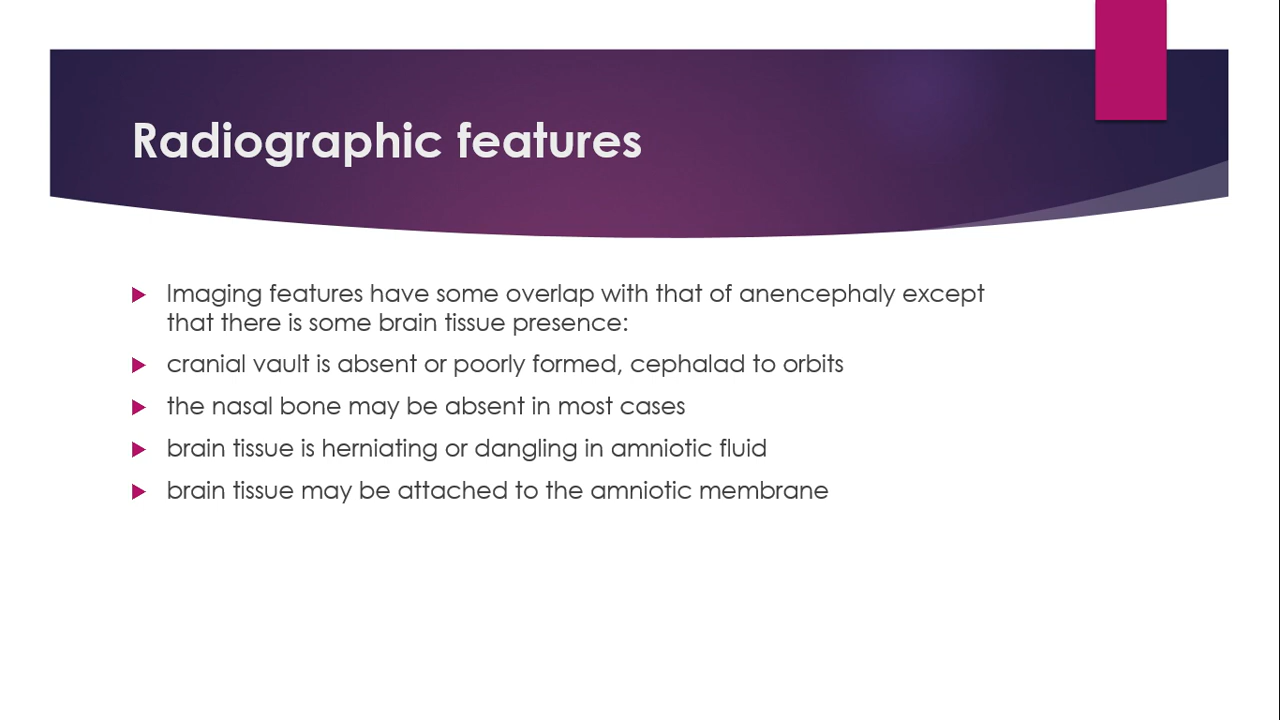 Radiographic features
Imaging features have some overlap with that of anencephaly except
that there is some brain tissue presence:
cranial vault is absent or poorly formed, cephalad to orbits
the nasal bone may be absent in most cases
brain tissue is herniating or dangling in amniotic fluid
brain tissue may be attached to the amniotic membrane